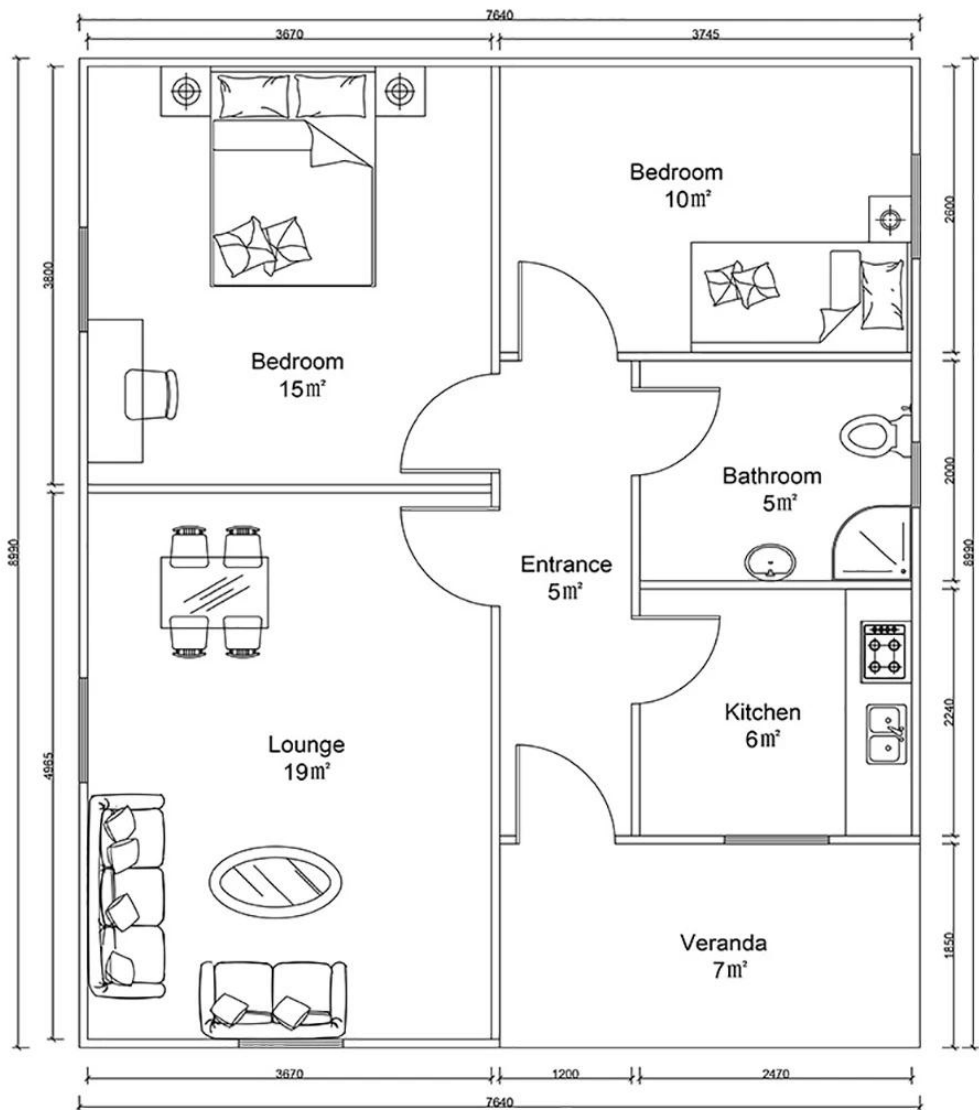 7640
3670
3745
Bedroom
10m²
2600
3800
Bedroom
15m²
Bathroom
5m²
2000
8990
8990
Entrance
5m²
Kitchen
6m²
2240
Lounge
19m²
4965
Veranda
7m²
1850
3670
1200
2470
7640